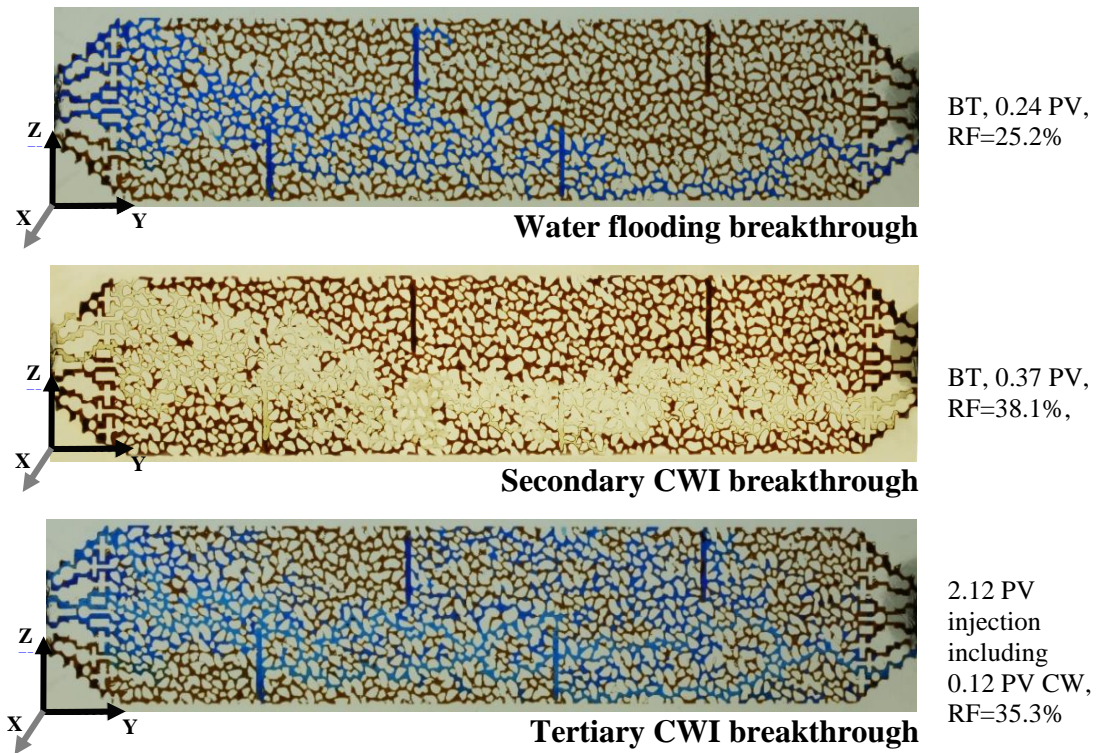 Z
X
Y
BT, 0.24 PV,
RF=25.2%
Water flooding breakthrough
Z
X
Y
BT, 0.37 PV,
RF=38.1%,
Secondary CWI breakthrough
Z
X
Y
2.12 PV
injection
including
0.12 PV CW,
RF=35.3%
Tertiary CWI breakthrough